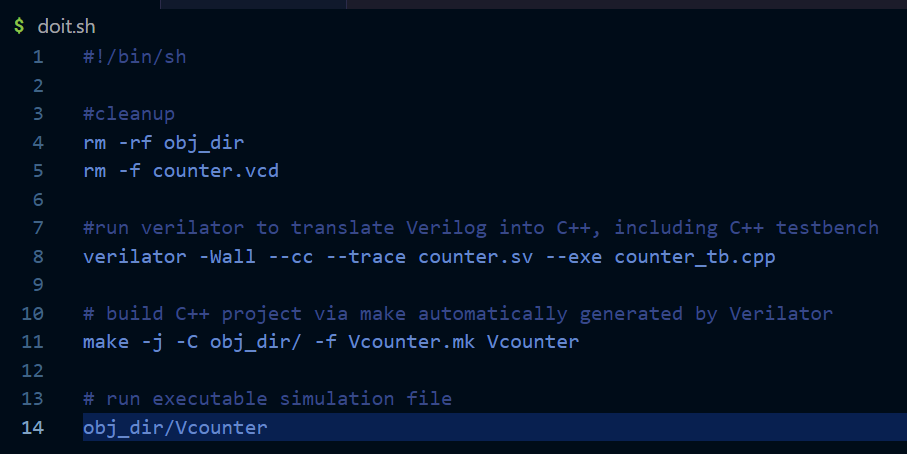 $ doit.sh
1 #!/bin/sh
2
3 #cleanup
4 rm -rf obj_dir
5 rm -f counter.vcd
6
7 #run verilator to translate Verilog into C++, including C++ testbench
8 verilator -Wall --cc --trace counter.sv --exe counter_tb.cpp
9
10 # build C++ project via make automatically generated by Verilator
11 make -j -C obj_dir/ -f Vcounter.mk Vcounter
12
13 # run executable simulation file
14 obj_dir/Vcounter